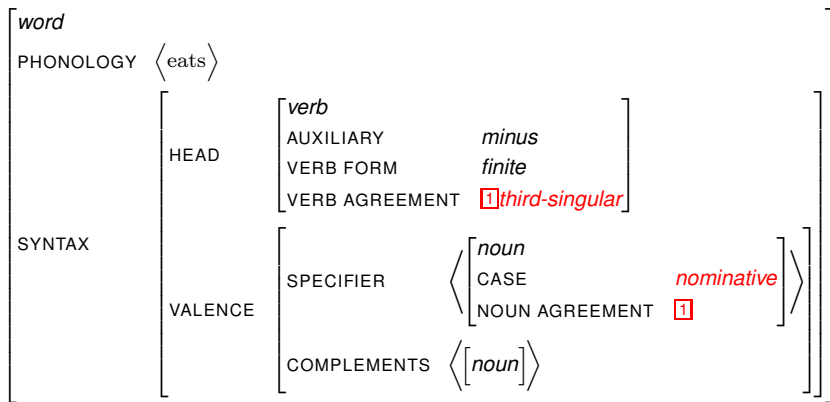 word
PHONOLOGY ⟨eats⟩
verb
AUXILIARY minus
HEAD
VERB FORM finite
VERB AGREEMENT 1 third-singular
SYNTAX
noun
SPECIFIER ⟨ CASE nominative ⟩
VALENCE
NOUN AGREEMENT 1
COMPLEMENTS ⟨[noun]⟩